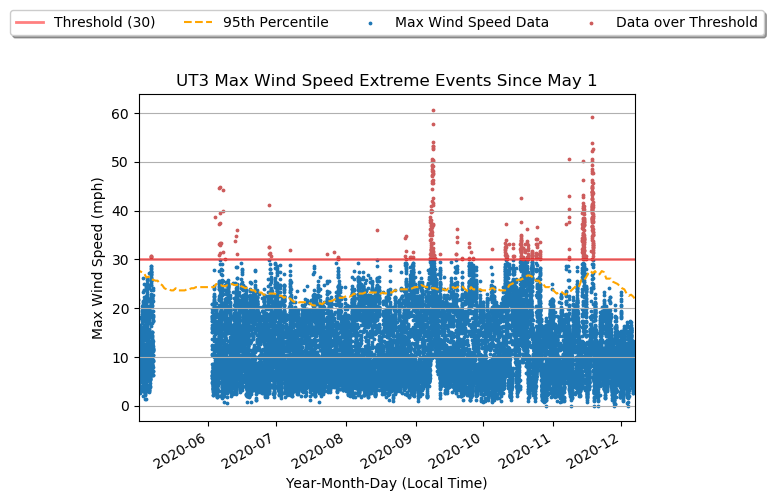 Threshold (30) 95th Percentile Max Wind Speed Data Data over Threshold
UT3 Max Wind Speed Extreme Events Since May 1
Max Wind Speed (mph)
60
50
40
30
20
10
0
2020-06 2020-07 2020-08 2020-09 2020-10 2020-11 2020-12
Year-Month-Day (Local Time)